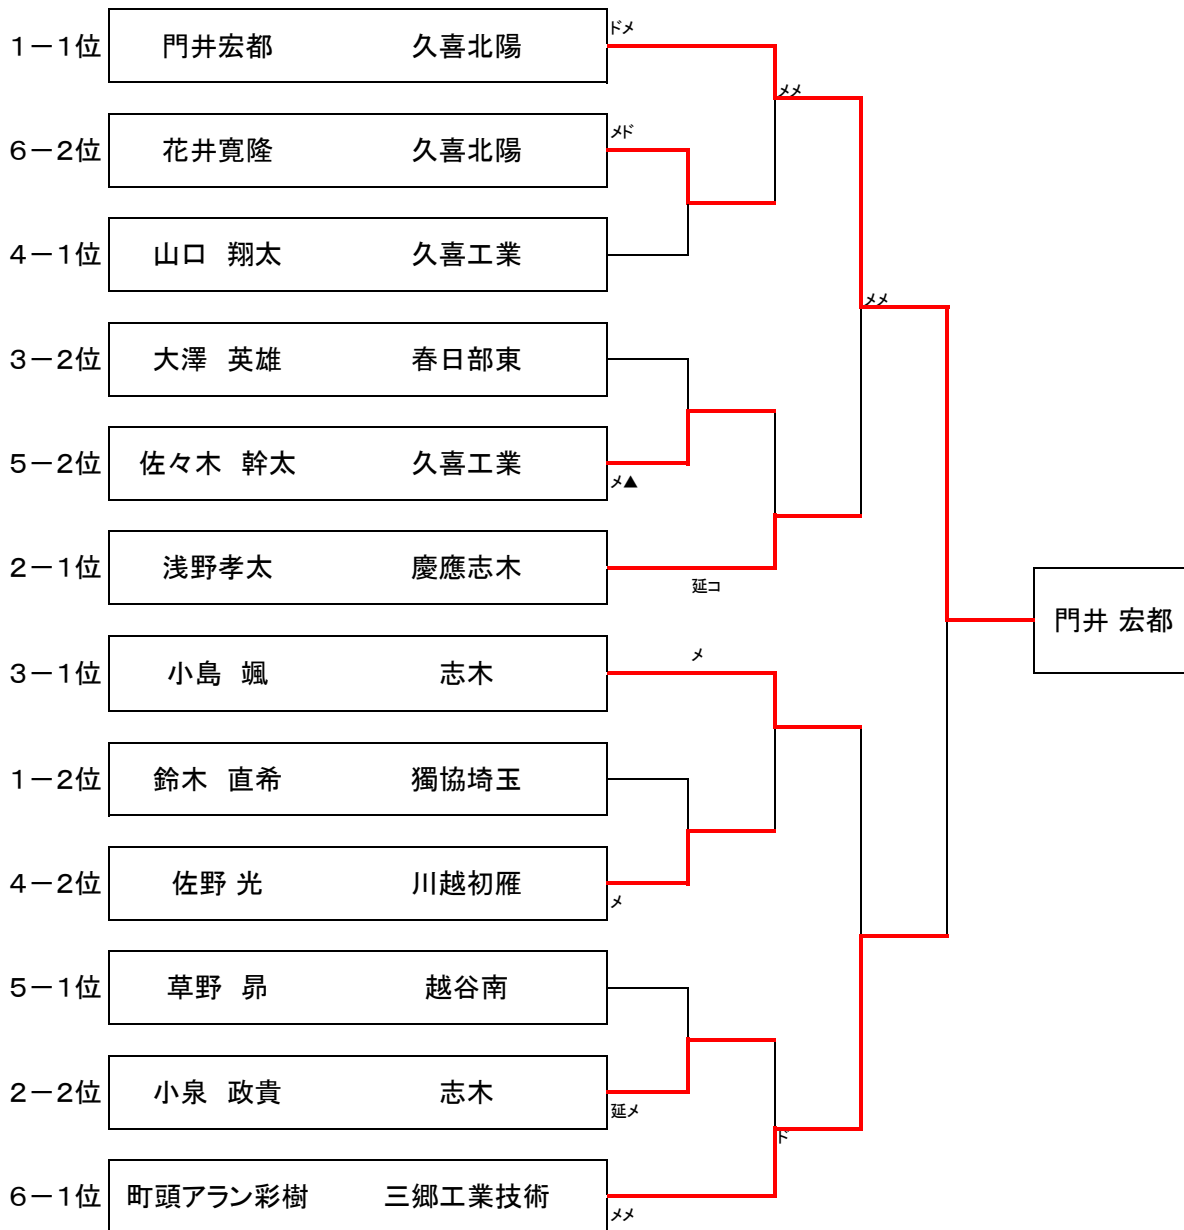 ドメ
1－1位 門井宏都 久喜北陽
メメ
メド
6－2位 花井寛隆 久喜北陽
4－1位 山口 翔太 久喜工業
メメ
3－2位 大澤 英雄 春日部東
5－2位 佐々木 幹太 久喜工業
メ▲
2－1位 浅野孝太 慶應志木
延コ
門井 宏都
メ
3－1位 小島 颯 志木
1－2位 鈴木 直希 獨協埼玉
4－2位 佐野 光 川越初雁
メ
5－1位 草野 昴 越谷南
2－2位 小泉 政貴 志木
延メ
ド
6－1位 町頭アラン彩樹 三郷工業技術
メメ